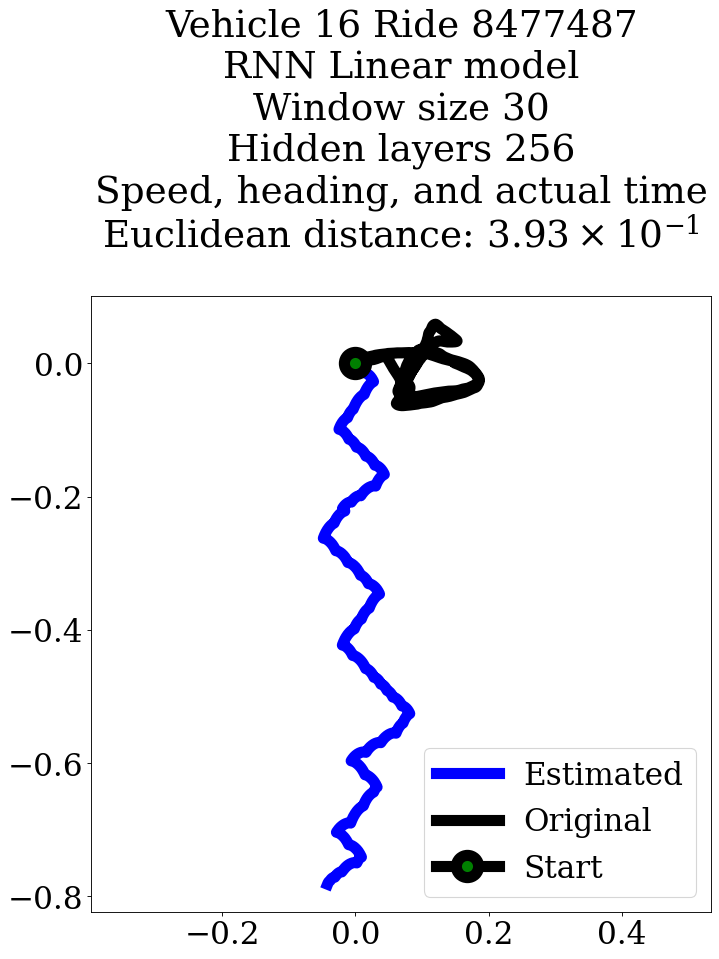 Vehicle 16 Ride 8477487
RNN Linear model
Window size 30
Hidden layers 256
Speed, heading, and actual time
Euclidean distance: 3.93 × 10⁻¹
0.0
−0.2
−0.4
−0.6
−0.8
Estimated
Original
Start
−0.2 0.0 0.2 0.4